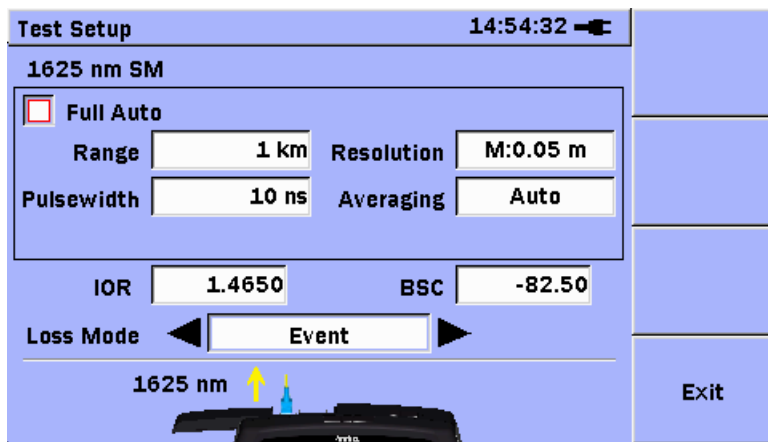 Test Setup 14:54:32
1625 nm SM
Full Auto
Range 1 km Resolution M:0.05 m
Pulsewidth 10 ns Averaging Auto
IOR 1.4650 BSC -82.50
Loss Mode Event
1625 nm
Exit